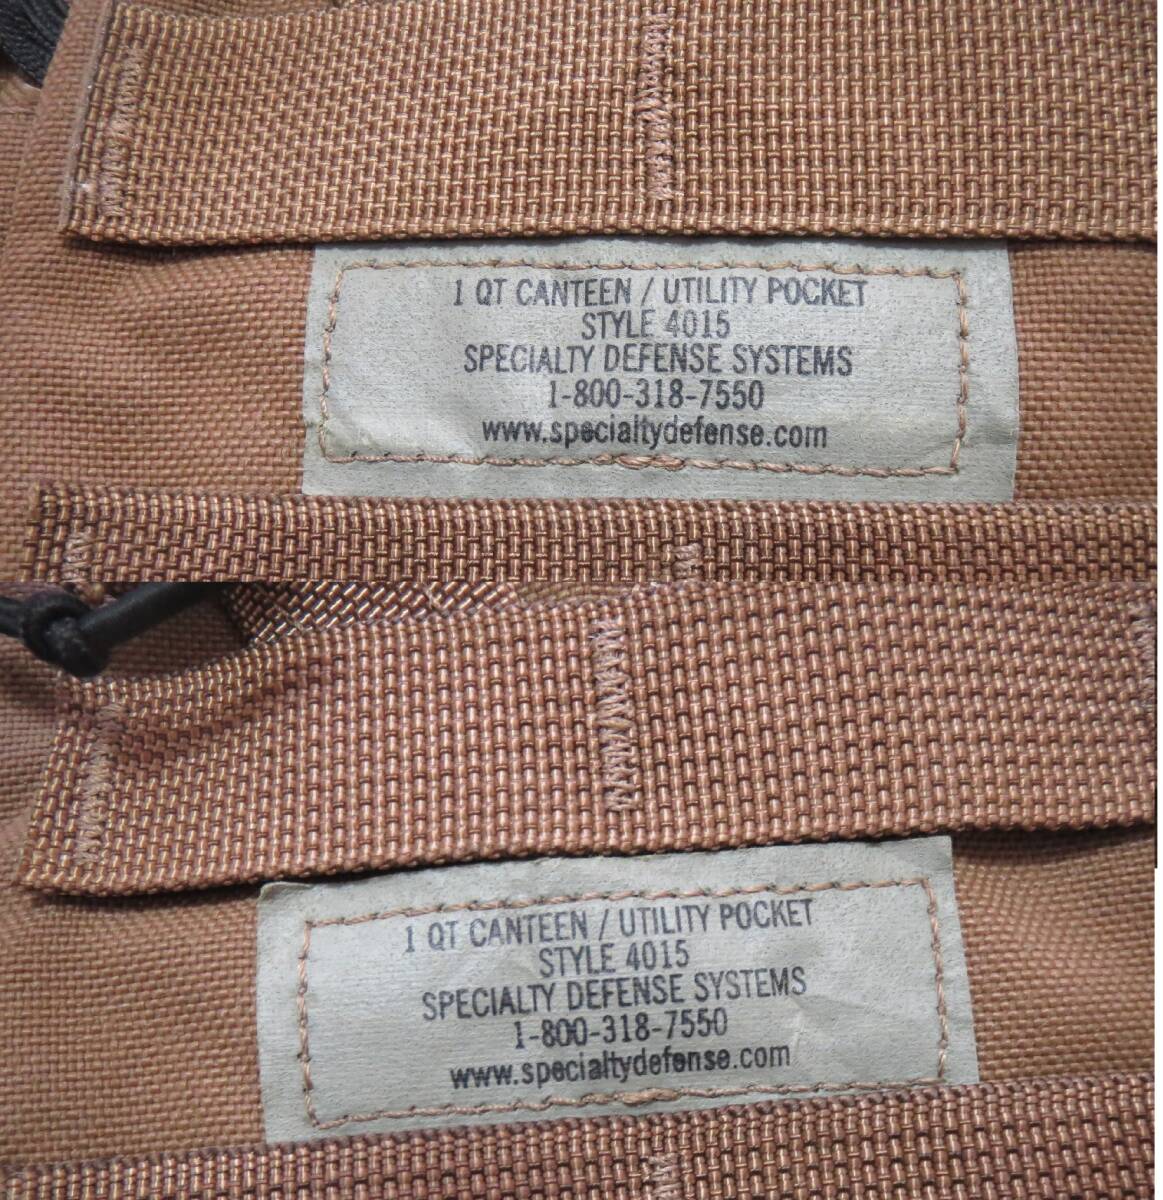 1 QT CANTEEN / UTILITY POCKET
STYLE 4015
SPECIALTY DEFENSE SYSTEMS
1-800-318-7550
www.specialtydefense.com
1 QT CANTEEN / UTILITY POCKET
STYLE 4015
SPECIALTY DEFENSE SYSTEMS
1-800-318-7550
www.specialtydefense.com